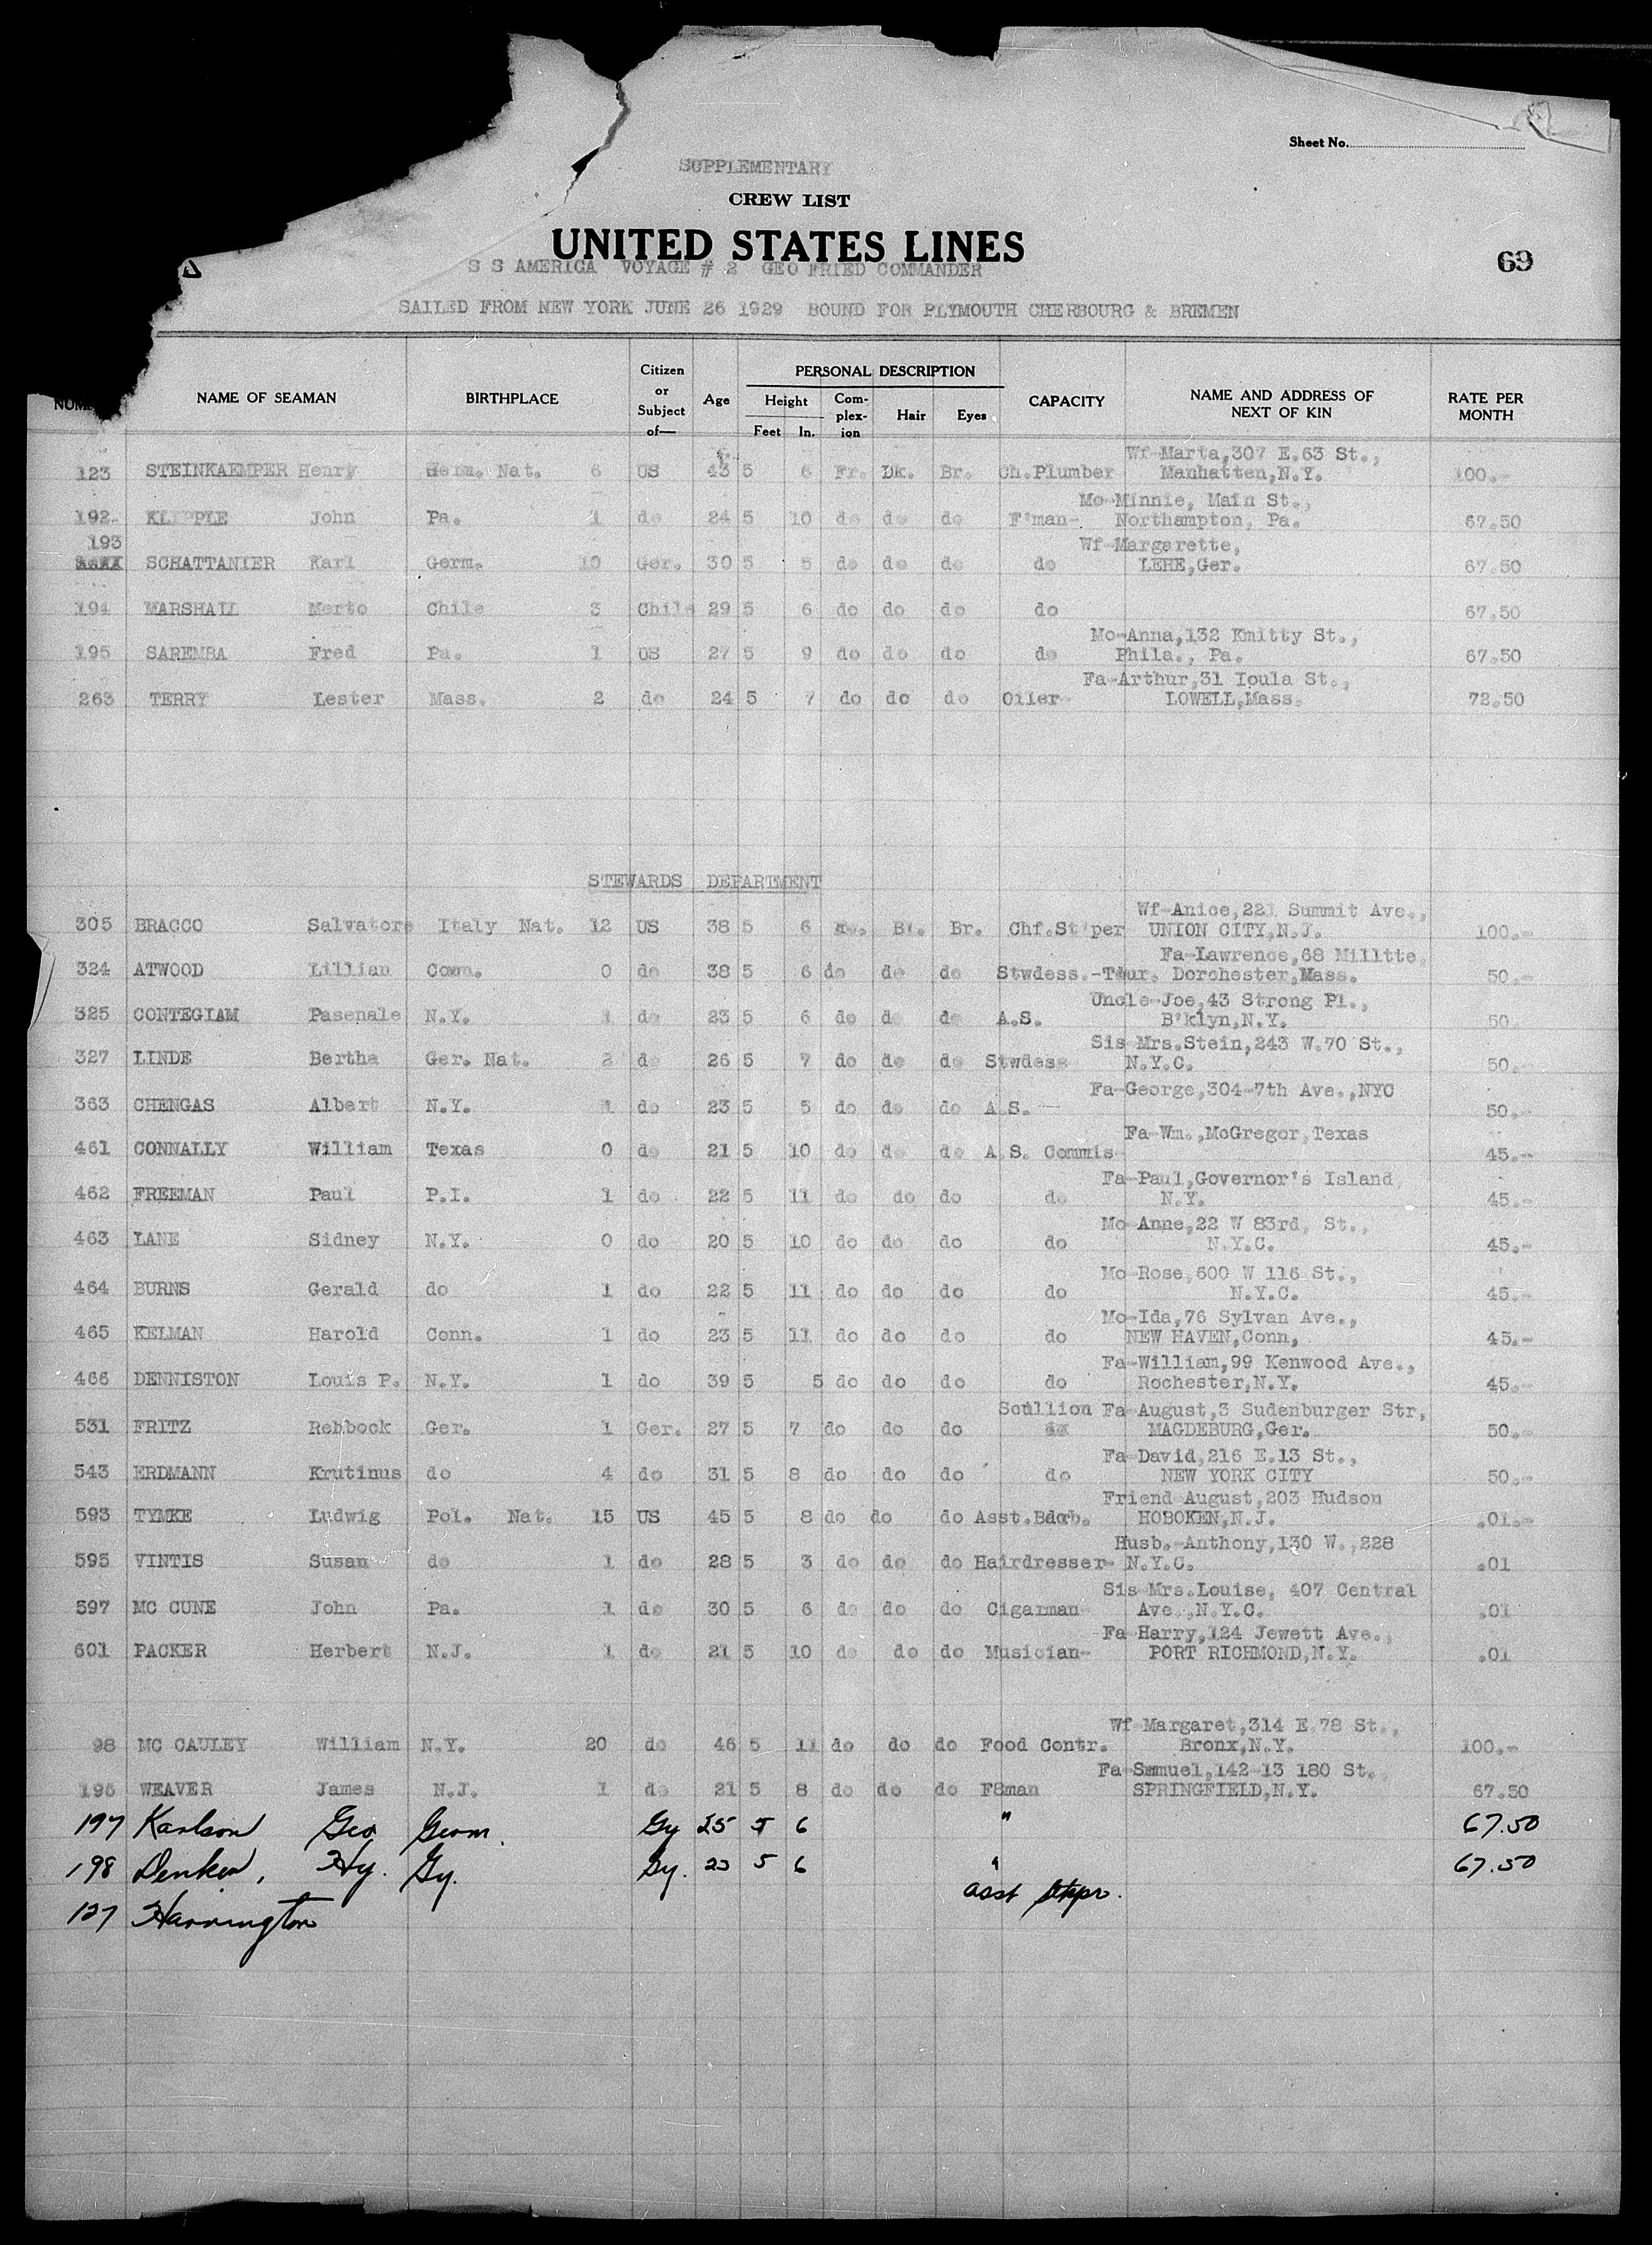 Sheet No.
SUPPLEMENTARY
CREW LIST
UNITED STATES LINES
69
S S AMERICA VOYAGE # 2 GEO FRIED COMMANDER
SAILED FROM NEW YORK JUNE 26 1929 BOUND FOR PLYMOUTH CHERBOURG & BREMEN
NAME OF SEAMAN BIRTHPLACE Citizen or Subject of— Age PERSONAL DESCRIPTION Height Feet In. Com-plex-ion Hair Eyes CAPACITY NAME AND ADDRESS OF NEXT OF KIN RATE PER MONTH
Wf-Marta,307 E.63 St.,
123 STEINKAEMPER Henry Nat. 6 US 43 5 6 Fr. Dk. Br. Ch.Plumber Manhatten,N.Y. 100.-
Mo-Minnie, Main St.,
192. KLIPPLE John Pa. 1 do 24 5 10 do do do F'man- Northampton, Pa. 67.50
193 Wf-Margarette,
SCHATTANIER Karl Germ. 10 Ger. 30 5 5 do do do do LEHE,Ger. 67.50
194 MARSHALL Merto Chile 3 Chile 29 5 6 do do do do 67.50
Mo-Anna,132 Kmitty St.,
195 SAREMBA Fred Pa. 1 US 27 5 9 do do do do Phila., Pa. 67.50
Fa-Arthur,31 Ioula St.,
263 TERRY Lester Mass. 2 do 24 5 7 do do do Oiler- LOWELL,Mass. 72.50
STEWARDS DEPARTMENT
Wf-Anice,221 Summit Ave.,
305 BRACCO Salvatore Italy Nat. 12 US 38 5 6 Br. Chf.St'per UNION CITY,N.J. 100.-
Fa-Lawrence,68 Milltte
324 ATWOOD Lillian Conn. 0 do 38 5 6 do do do Stwdess.-Tour. Dorchester,Mass. 50.-
Uncle-Joe,43 Strong Pl.,
325 CONTEGIAM Pasenale N.Y. 1 do 23 5 6 do do do A.S. B'klyn,N.Y. 50.
Sis-Mrs.Stein,243 W.70 St.,
327 LINDE Bertha Ger. Nat. 2 do 26 5 7 do do do Stwdess N.Y.C. 50.-
Fa-George,304-7th Ave.,NYC
363 CHENGAS Albert N.Y. 1 do 23 5 5 do do do A.S. 50.-
Fa-Wm.,McGregor,Texas
461 CONNALLY William Texas 0 do 21 5 10 do do do A.S. Commis 45.-
Fa-Paul,Governor's Island,
462 FREEMAN Paul P.I. 1 do 22 5 11 do do do do N.Y. 45.-
Mo-Anne,22 W 83rd, St.,
463 LANE Sidney N.Y. 0 do 20 5 10 do do do do N.Y.C. 45.-
Mo-Rose,600 W 116 St.,
464 BURNS Gerald do 1 do 22 5 11 do do do do N.Y.C. 45.-
Mo-Ida,76 Sylvan Ave.,
465 KELMAN Harold Conn. 1 do 23 5 11 do do do do NEW HAVEN,Conn, 45.-
Fa-William,99 Kenwood Ave.,
466 DENNISTON Louis P. N.Y. 1 do 39 5 5 do do do do Rochester,N.Y. 45.-
Scullion Fa-August,3 Sudenburger Str,
531 FRITZ Rebbock Ger. 1 Ger. 27 5 7 do do do MAGDEBURG,Ger. 50.-
Fa-David,216 E.13 St.,
543 ERDMANN Krutinus do 4 do 31 5 8 do do do do NEW YORK CITY 50.-
Friend August,203 Hudson
593 TYMKE Ludwig Pol. Nat. 15 US 45 5 8 do do do Asst.Barb. HOBOKEN,N.J. .01.-
Husb.-Anthony,130 W.,228
595 VINTIS Susan do 1 do 28 5 3 do do do Hairdresser- N.Y.C. .01
Sis-Mrs.Louise, 407 Central
597 MC CUNE John Pa. 1 do 30 5 6 do do do Cigarman- Ave.,N.Y.C. .01
Fa-Harry,124 Jewett Ave.,
601 PACKER Herbert N.J. 1 do 21 5 10 do do do Musician- PORT RICHMOND,N.Y. .01
Wf-Margaret,314 E 78 St.,
98 MC CAULEY William N.Y. 20 do 46 5 11 do do do Food Contr. Bronx,N.Y. 100.-
Fa-Samuel,142-13 180 St.
196 WEAVER James N.J. 1 do 21 5 8 do do do F8man SPRINGFIELD,N.Y. 67.50
197 Karlson Geo Germ. Gy 25 5 6 " 67.50
198 Denker, Hy. Gy. Gy. 23 5 6 " 67.50
asst Stkpr.
127 Harrington